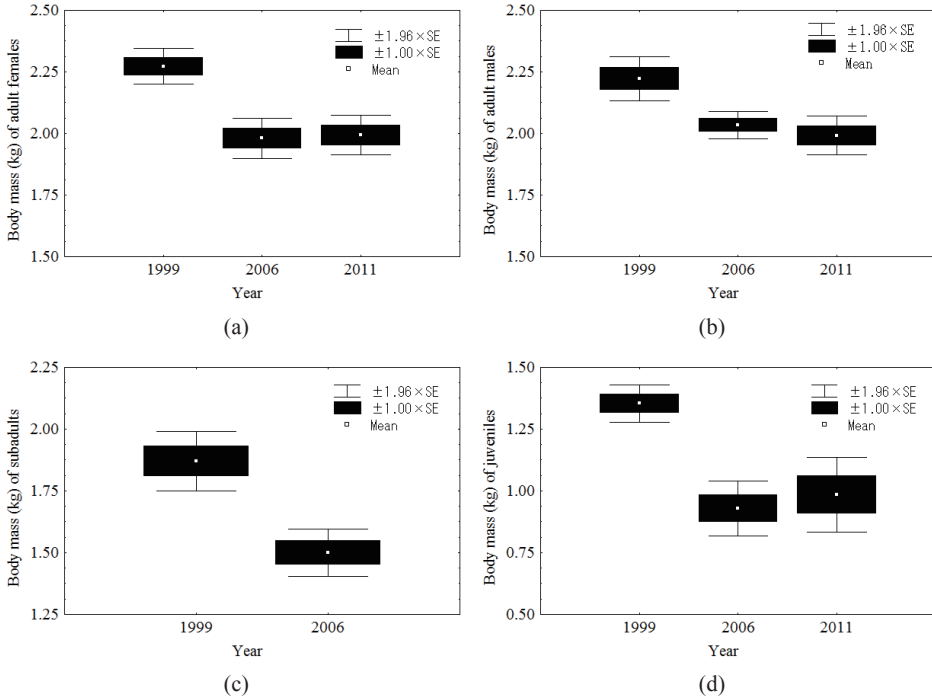 Body mass (kg) of adult females
2.50
2.25
2.00
1.75
1.50
±1.96×SE
±1.00×SE
Mean
1999 2006 2011
Year
(a)
Body mass (kg) of adult males
2.50
2.25
2.00
1.75
1.50
±1.96×SE
±1.00×SE
Mean
1999 2006 2011
Year
(b)
Body mass (kg) of subadults
2.25
2.00
1.75
1.50
1.25
±1.96×SE
±1.00×SE
Mean
1999 2006
Year
(c)
Body mass (kg) of juveniles
1.50
1.25
1.00
0.75
0.50
±1.96×SE
±1.00×SE
Mean
1999 2006 2011
Year
(d)